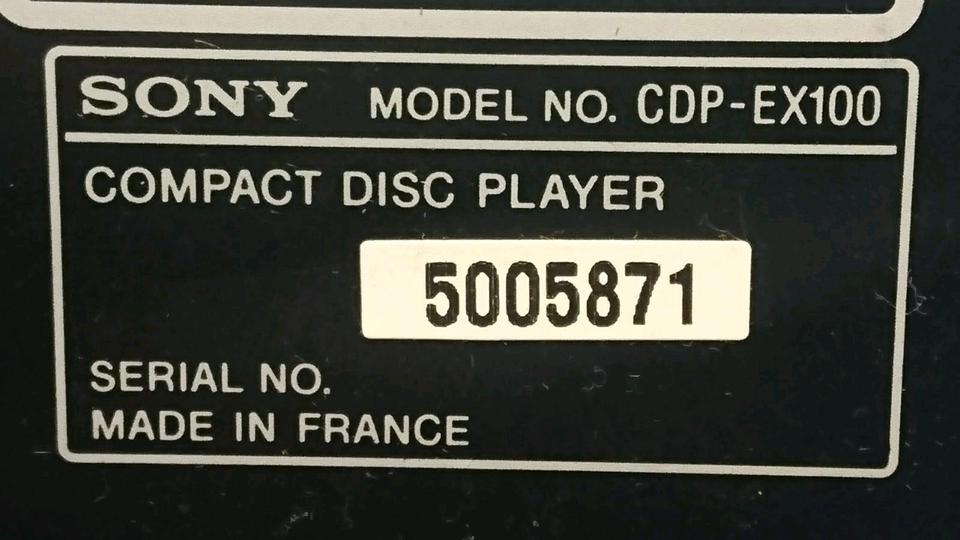 SONY MODEL NO. CDP-EX100
COMPACT DISC PLAYER
5005871
SERIAL NO.
MADE IN FRANCE